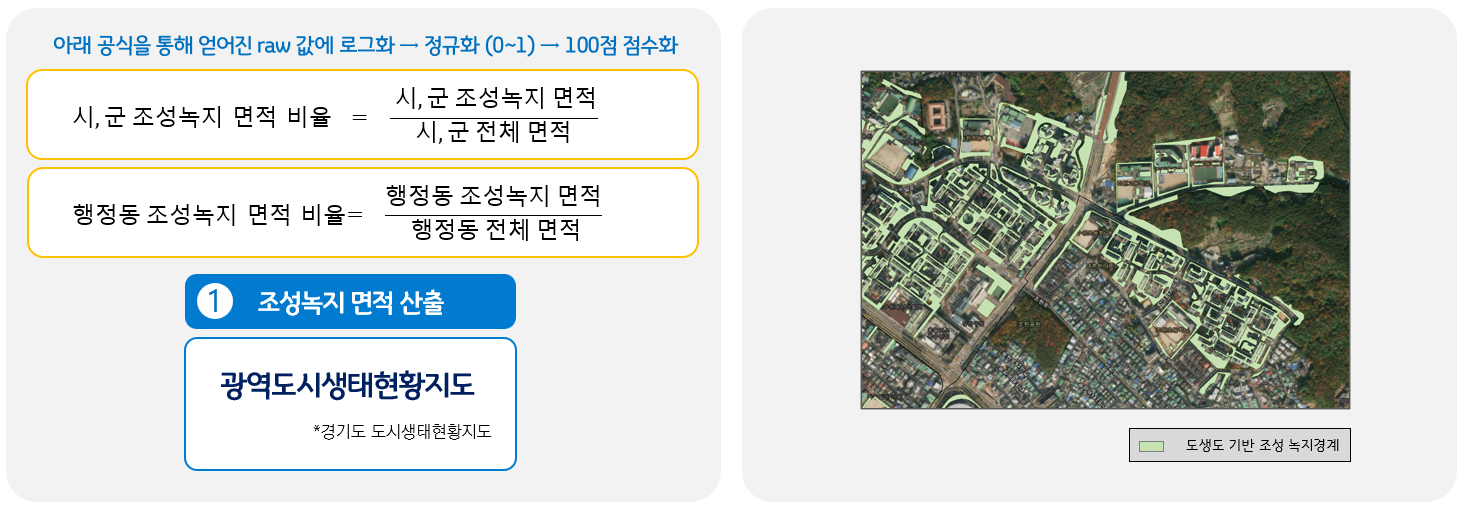 아래 공식을 통해 얻어진 raw 값에 로그화 → 정규화 (0~1) → 100점 점수화
시, 군 조성녹지 면적 비율 = 시, 군 조성녹지 면적
시, 군 전체 면적
행정동 조성녹지 면적 비율= 행정동 조성녹지 면적
행정동 전체 면적
1 조성녹지 면적 산출
광역도시생태현황지도
*경기도 도시생태현황지도
도생도 기반 조성 녹지경계